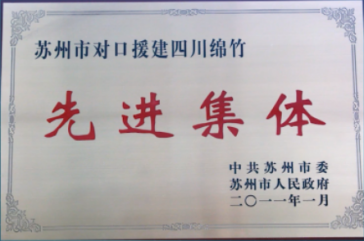 苏州市对口援建四川绵竹
先进集体
中共苏州市委
苏州市人民政府
二〇一一年一月